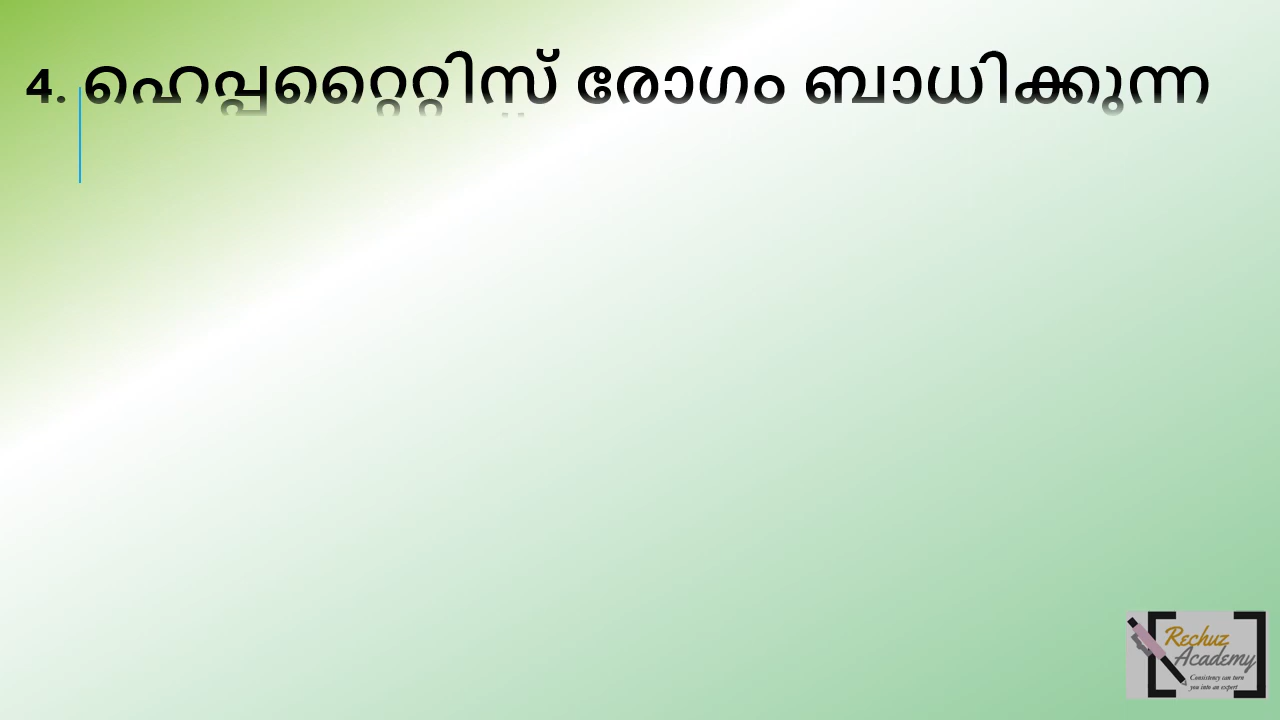 4. ഹെപ്പറ്റൈറ്റിസ് രോഗം ബാധിക്കുന്ന
Rechuz
Academy
Consistency can turn
you into an expert